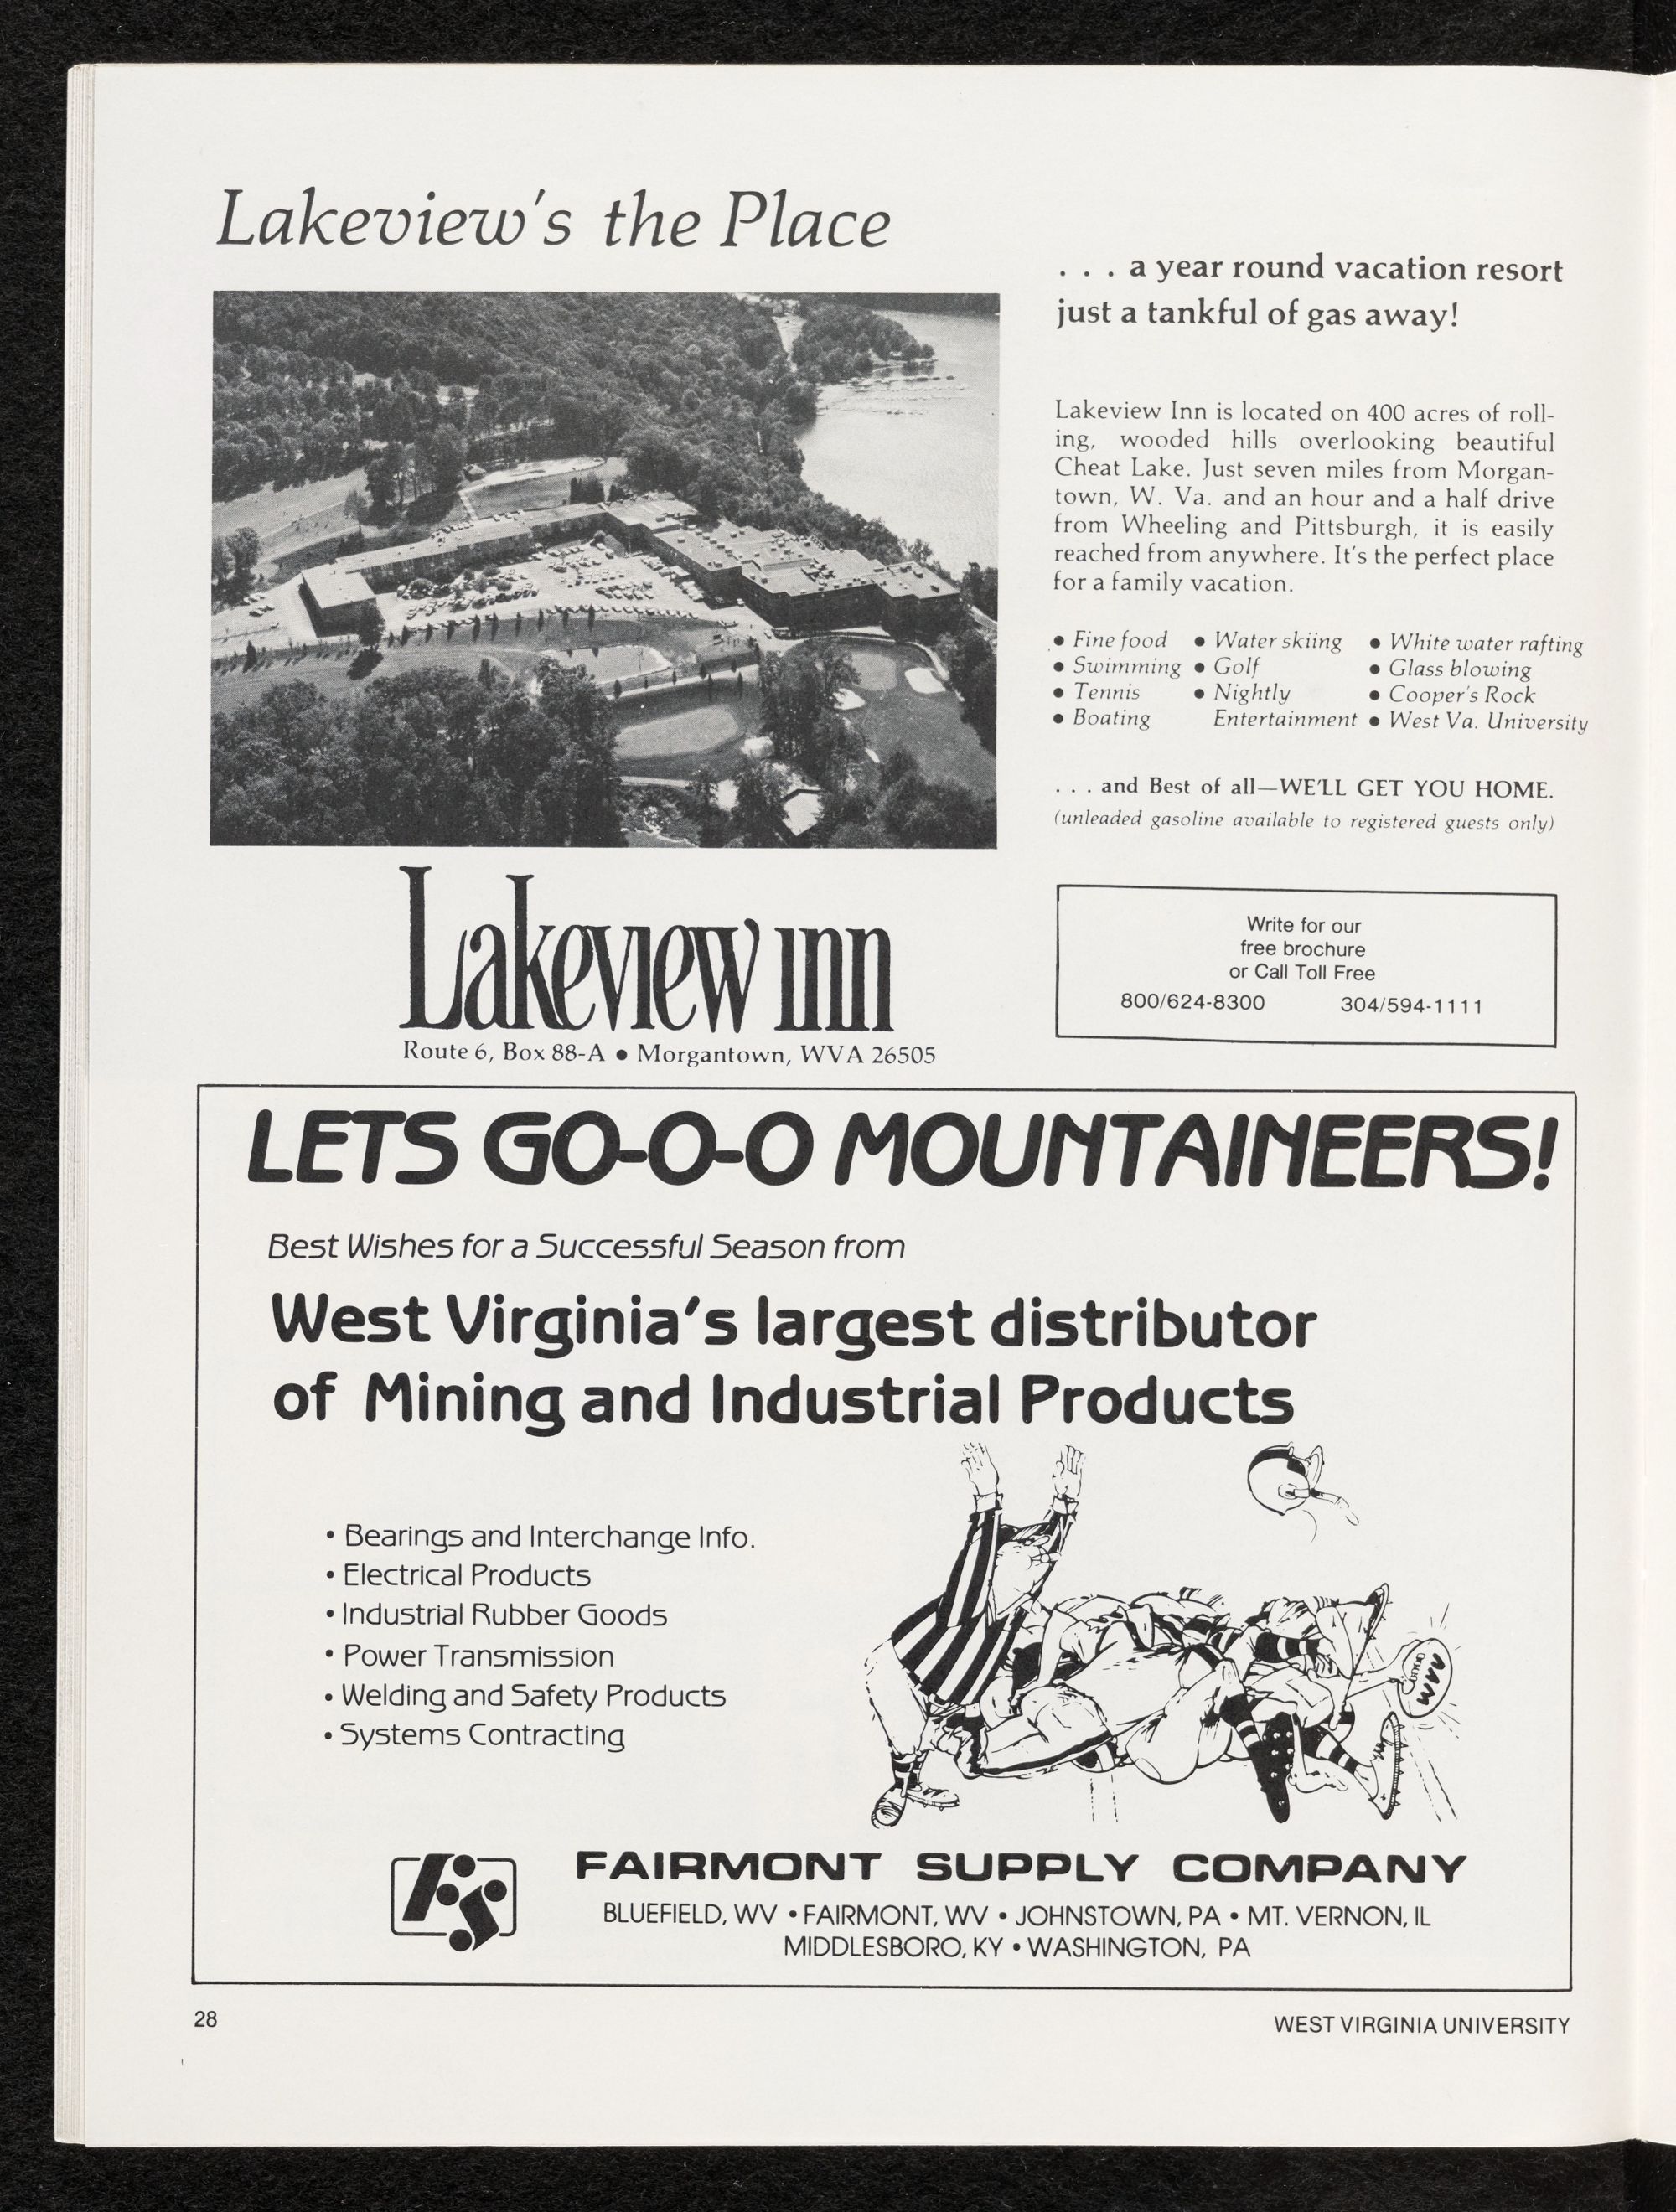 Lakeview's the Place
. . . a year round vacation resort
just a tankful of gas away!
Lakeview Inn is located on 400 acres of roll-
ing, wooded hills overlooking beautiful
Cheat Lake. Just seven miles from Morgan-
town, W. Va. and an hour and a half drive
from Wheeling and Pittsburgh, it is easily
reached from anywhere. It's the perfect place
for a family vacation.
• Fine food • Water skiing • White water rafting
• Swimming • Golf • Glass blowing
• Tennis • Nightly • Cooper's Rock
• Boating Entertainment • West Va. University
. . . and Best of all—WE'LL GET YOU HOME.
(unleaded gasoline available to registered guests only)
Lakeview Inn
Route 6, Box 88-A • Morgantown, WVA 26505
Write for our
free brochure
or Call Toll Free
800/624-8300 304/594-1111
LETS GO-O-O MOUNTAINEERS!
Best Wishes for a Successful Season from
West Virginia's largest distributor
of Mining and Industrial Products
• Bearings and Interchange Info.
• Electrical Products
• Industrial Rubber Goods
• Power Transmission
• Welding and Safety Products
• Systems Contracting
FS
FAIRMONT SUPPLY COMPANY
BLUEFIELD, WV • FAIRMONT, WV • JOHNSTOWN, PA • MT. VERNON, IL
MIDDLESBORO, KY • WASHINGTON, PA
28
WEST VIRGINIA UNIVERSITY